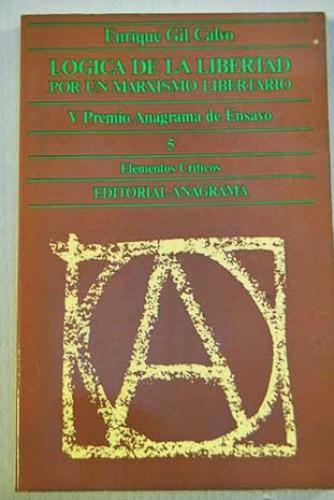 Enrique Gil Calvo
LOGICA DE LA LIBERTAD
POR UN MARXISMO LIBERTARIO
V Premio Anagrama de Ensayo
5
Elementos Críticos
EDITORIAL ANAGRAMA
A